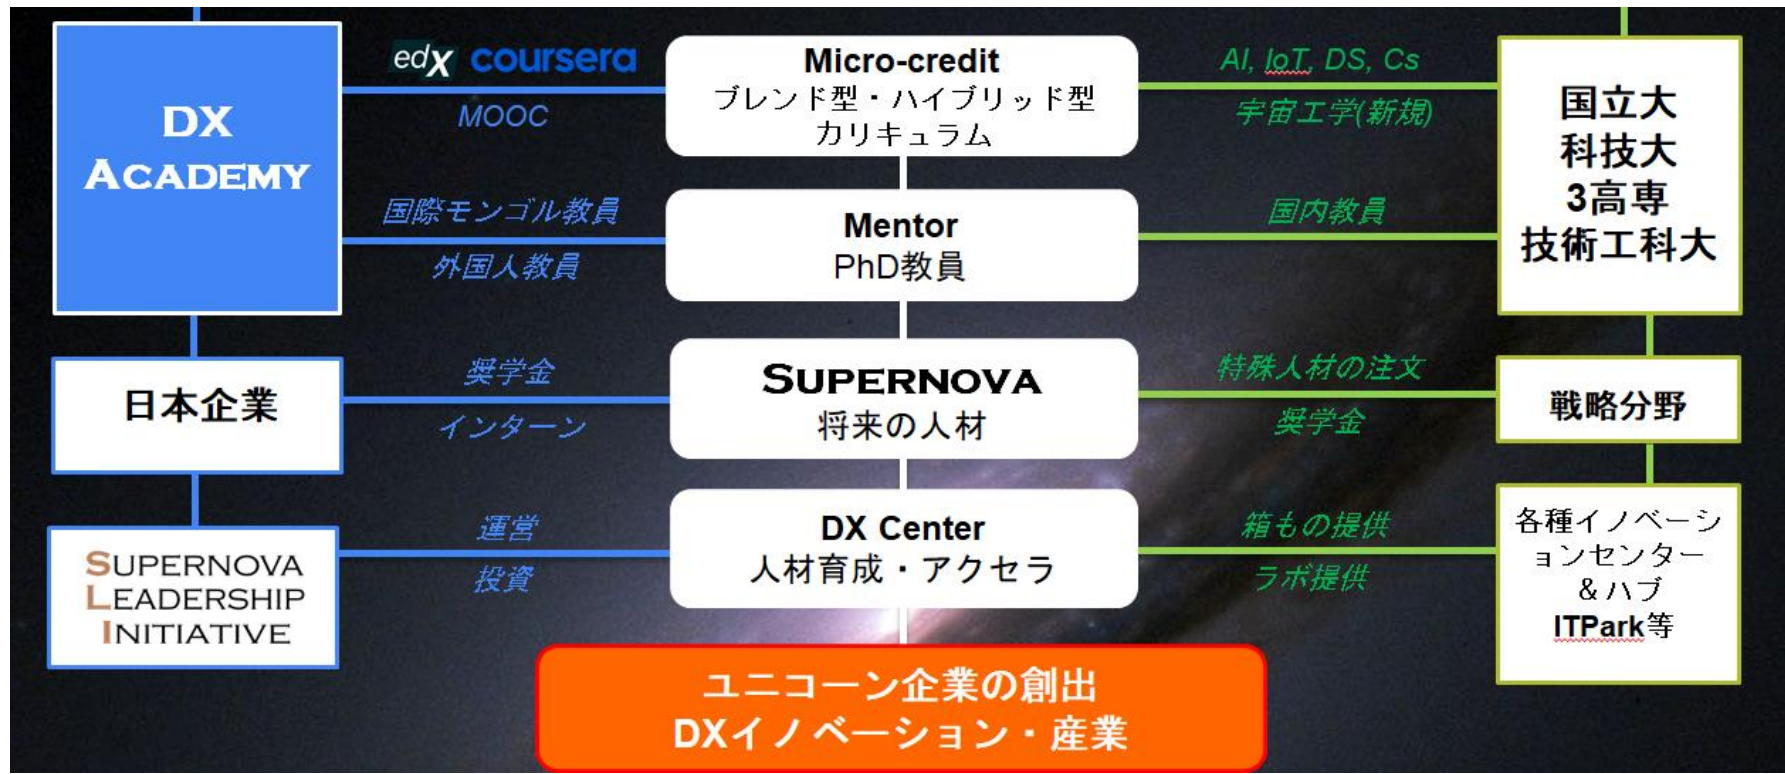 DX
ACADEMY
edX coursera
MOOC
Micro-credit
ブレンド型・ハイブリッド型
カリキュラム
AI, IoT, DS, Cs
宇宙工学(新規)
国立大
科技大
3高専
技術工科大
国際モンゴル教員
外国人教員
Mentor
PhD教員
国内教員
日本企業
奨学金
インターン
SUPERNOVA
将来の人材
特殊人材の注文
奨学金
戦略分野
SUPERNOVA
LEADERSHIP
INITIATIVE
運営
投資
DX Center
人材育成・アクセラ
箱もの提供
ラボ提供
各種イノベーシ
ョンセンター
&ハブ
ITPark等
ユニコーン企業の創出
DXイノベーション・産業